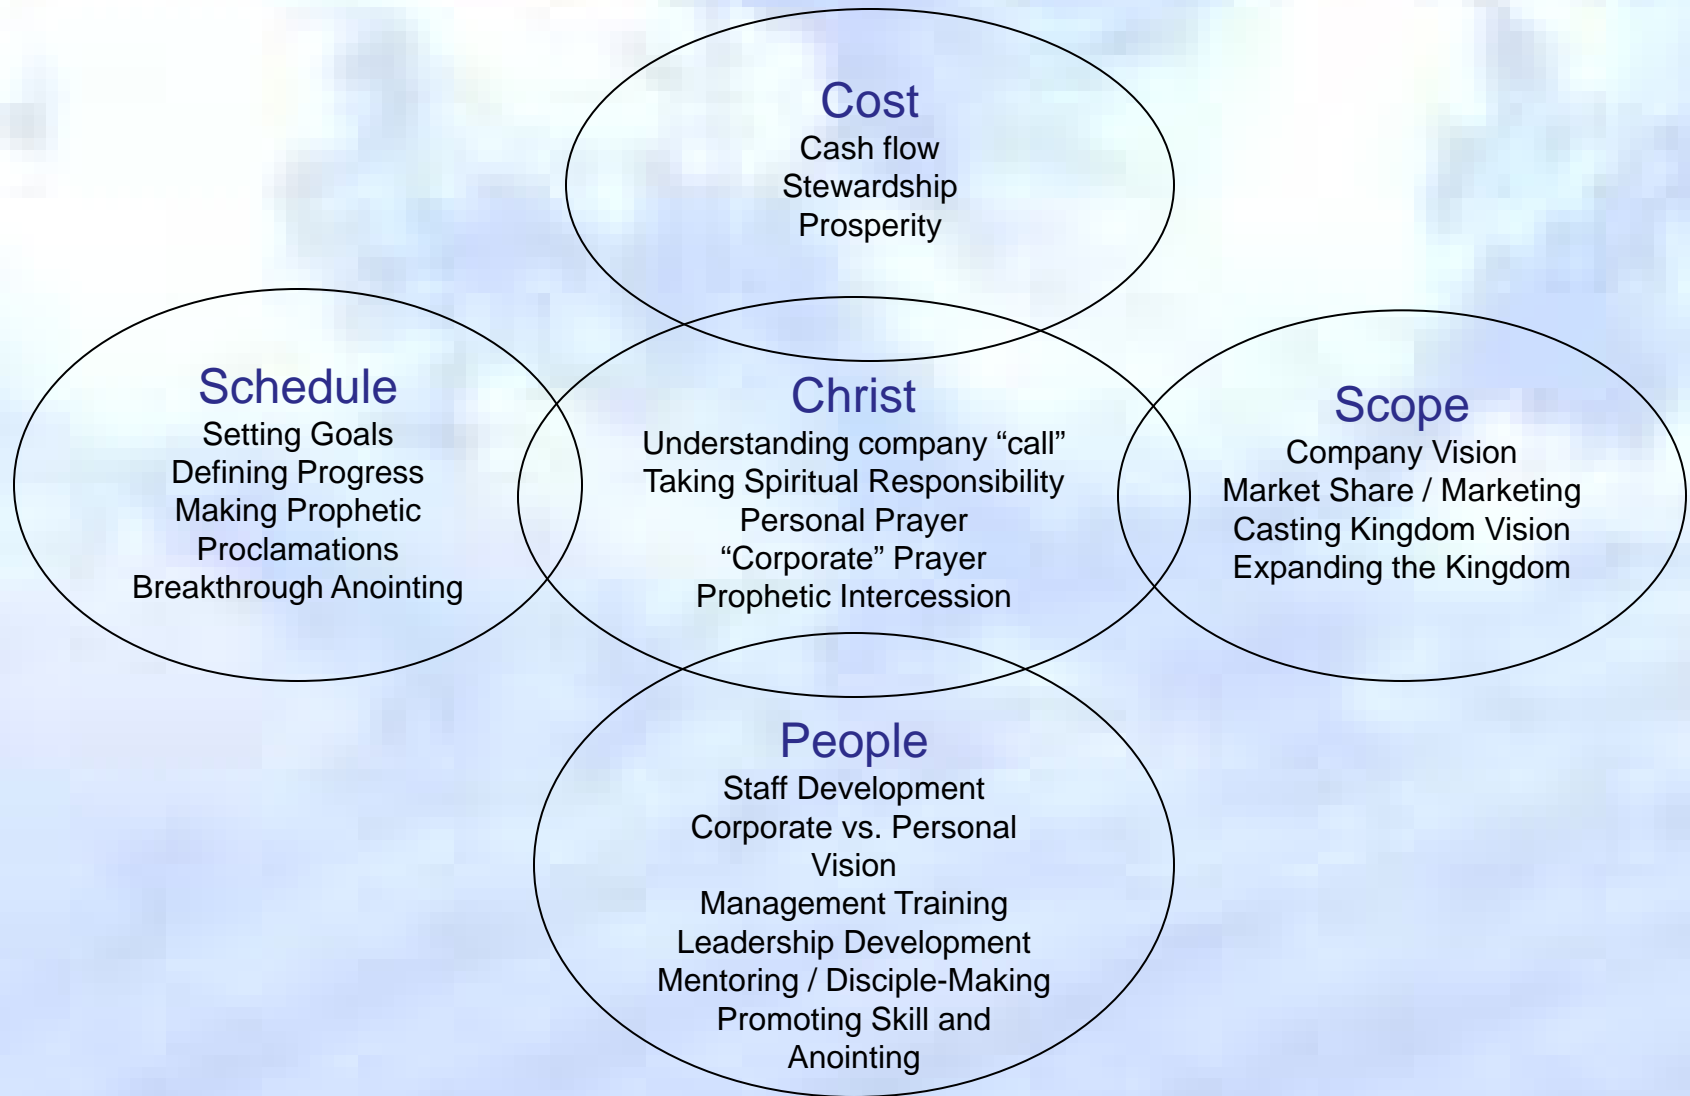 Cost
Cash flow
Stewardship
Prosperity
Schedule
Setting Goals
Defining Progress
Making Prophetic
Proclamations
Breakthrough Anointing
Christ
Understanding company “call”
Taking Spiritual Responsibility
Personal Prayer
“Corporate” Prayer
Prophetic Intercession
Scope
Company Vision
Market Share / Marketing
Casting Kingdom Vision
Expanding the Kingdom
People
Staff Development
Corporate vs. Personal
Vision
Management Training
Leadership Development
Mentoring / Disciple-Making
Promoting Skill and
Anointing